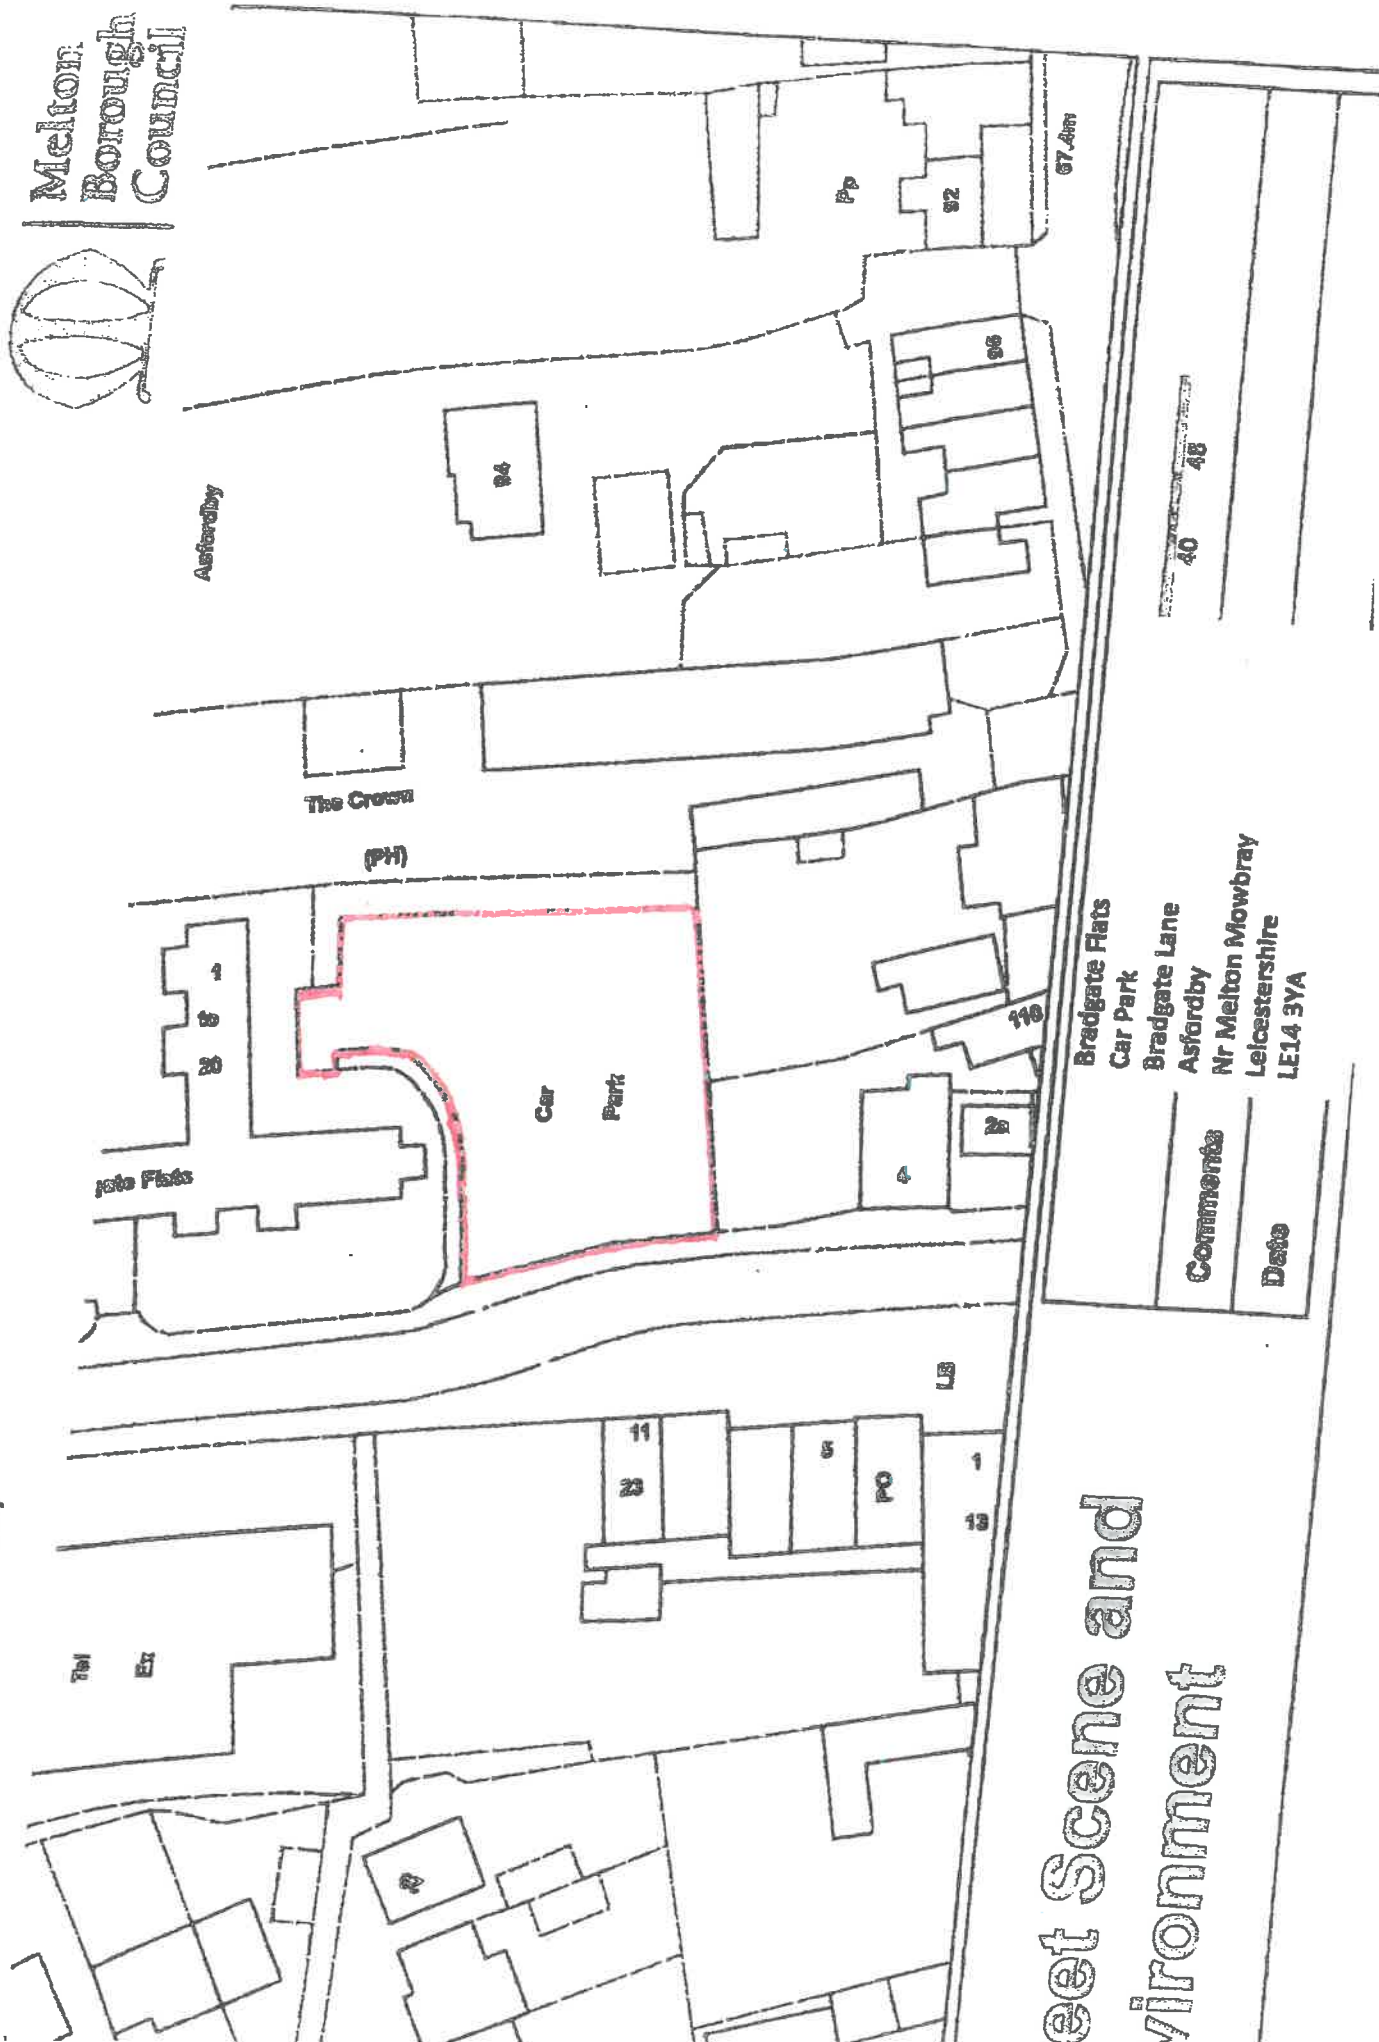 Melton
Borough
Council
Asfordby
94
Pp
92
67.4m
96
The Crown
(PH)
1
to
20
gate Flats
Car
Park
110
4
2a
LB
11
23
5
PO
1
13
Tel
Ex
40
48
Bradgate Flats
Car Park
Bradgate Lane
Asfordby
Nr Melton Mowbray
Leicestershire
LE14 3YA
Comments
Date
eet Scene and
vironment